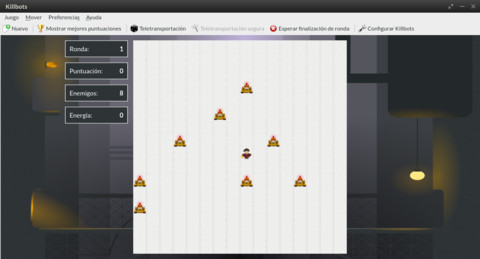 Killbots
Juego Mover Preferencias Ayuda
Nuevo Mostrar mejores puntuaciones Teletransportación Teletransportación segura Esperar finalización de ronda Configurar Killbots
Ronda: 1
Puntuación: 0
Enemigos: 8
Energía: 0